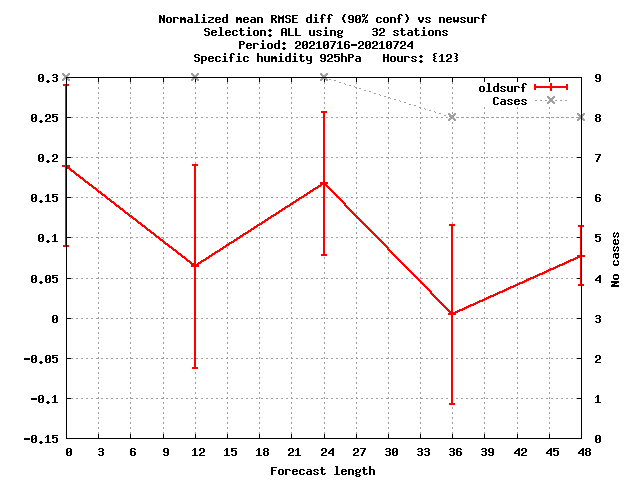 Normalized mean RMSE diff (90% conf) vs newsurf
Selection: ALL using    32 stations
Period: 20210716-20210724
Specific humidity 925hPa   Hours: {12}
oldsurf
Cases
0.3
0.25
0.2
0.15
0.1
0.05
0
-0.05
-0.1
-0.15
9
8
7
6
5
4
3
2
1
0
No cases
0 3 6 9 12 15 18 21 24 27 30 33 36 39 42 45 48
Forecast length